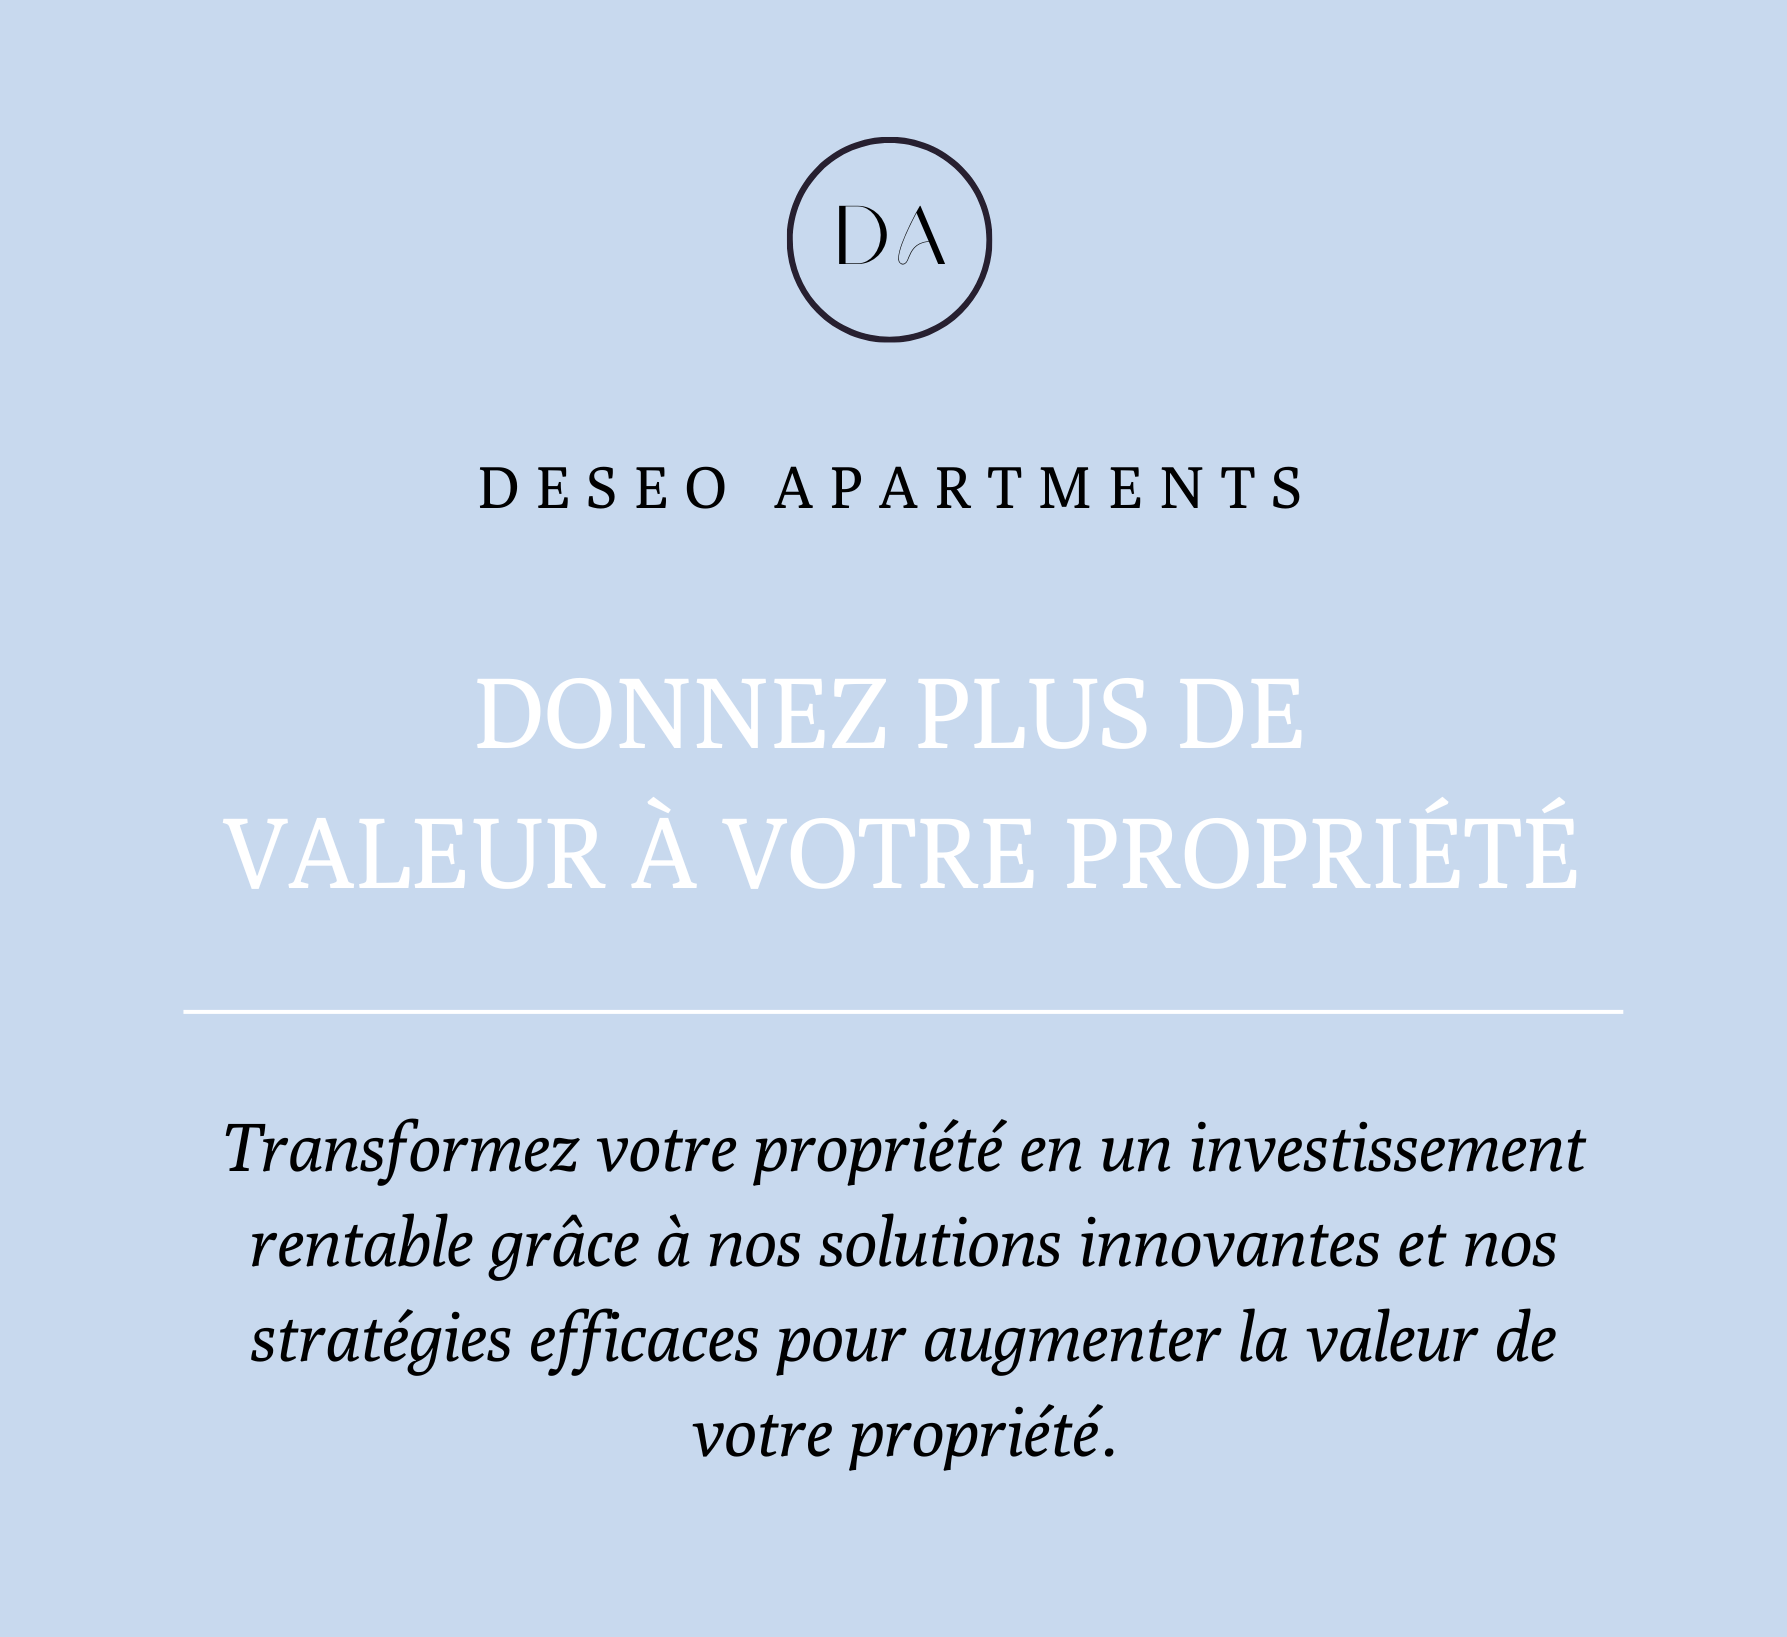 DA
DESEO APARTMENTS
DONNEZ PLUS DE
VALEUR À VOTRE PROPRIÉTÉ
Transformez votre propriété en un investissement
rentable grâce à nos solutions innovantes et nos
stratégies efficaces pour augmenter la valeur de
votre propriété.